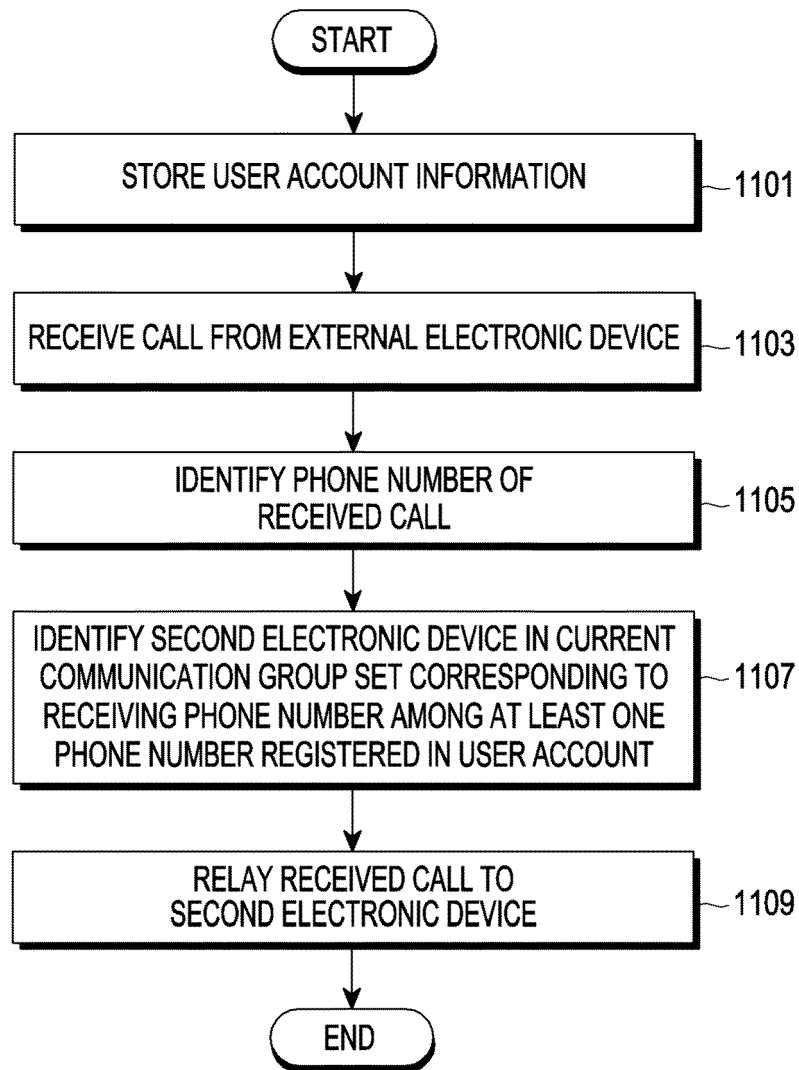 START
STORE USER ACCOUNT INFORMATION
1101
RECEIVE CALL FROM EXTERNAL ELECTRONIC DEVICE
1103
IDENTIFY PHONE NUMBER OF
RECEIVED CALL
1105
IDENTIFY SECOND ELECTRONIC DEVICE IN CURRENT
COMMUNICATION GROUP SET CORRESPONDING TO
RECEIVING PHONE NUMBER AMONG AT LEAST ONE
PHONE NUMBER REGISTERED IN USER ACCOUNT
1107
RELAY RECEIVED CALL TO
SECOND ELECTRONIC DEVICE
1109
END